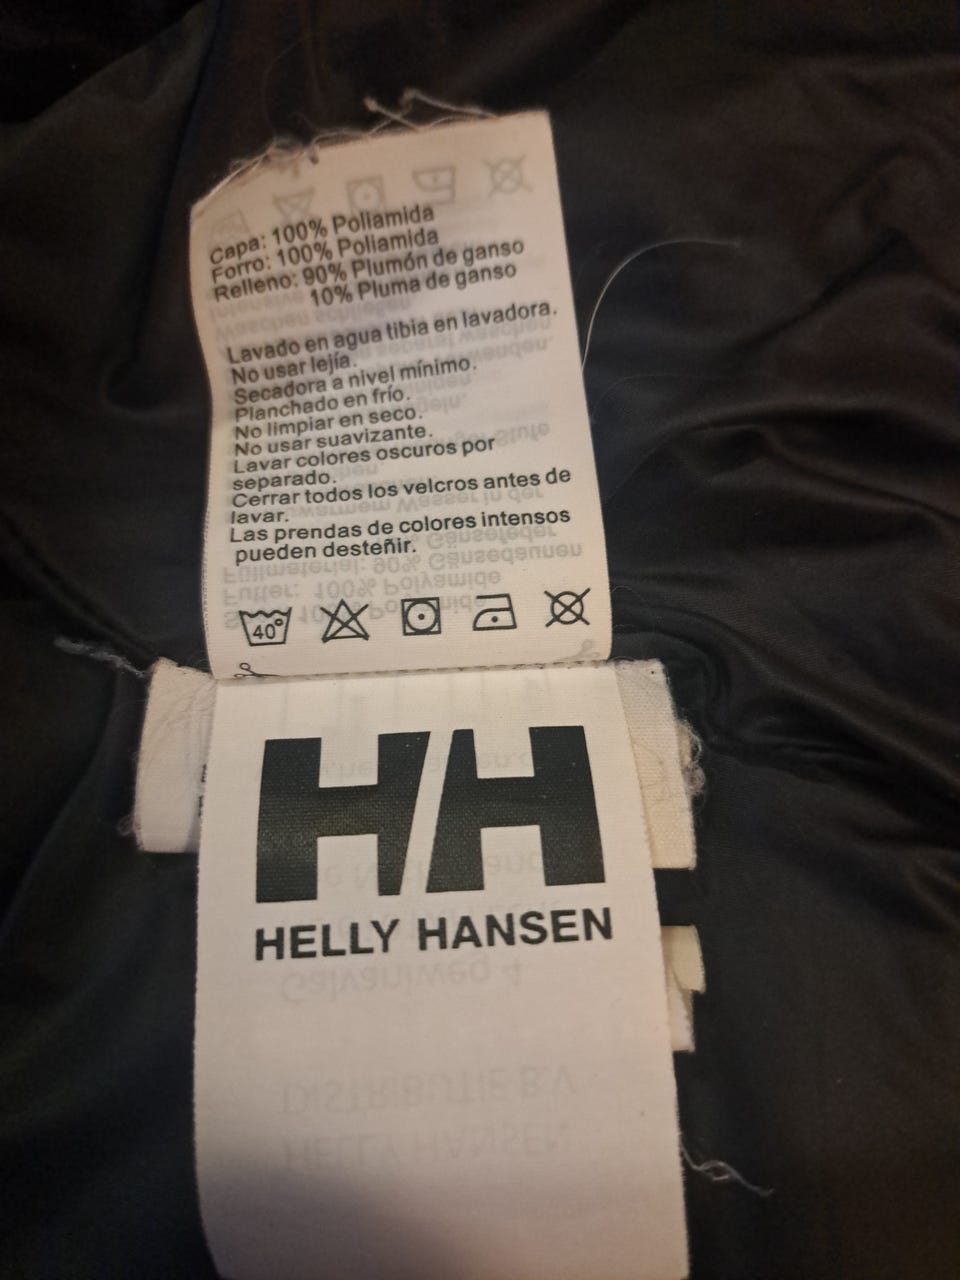 Capa: 100% Poliamida
Forro: 100% Poliamida
Relleno: 90% Plumón de ganso
10% Pluma de ganso
Lavado en agua tibia en lavadora.
No usar lejía.
Secadora a nivel mínimo.
Planchado en frío.
No limpiar en seco.
No usar suavizante.
Lavar colores oscuros por
separado.
Cerrar todos los velcros antes de
lavar.
Las prendas de colores intensos
pueden desteñir.
40°
HH
HELLY HANSEN